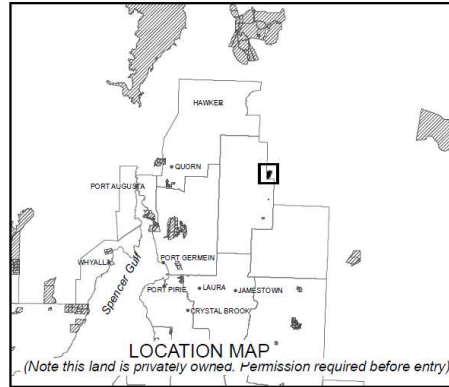 HAWKER
QUORN
PORT AUGUSTA
PORT GERMEIN
WHYALLA
Spencer Gulf
PORT PIRIE
LAURA
JAMESTOWN
CRYSTAL BROOK
LOCATION MAP
(Note this land is privately owned. Permission required before entry)